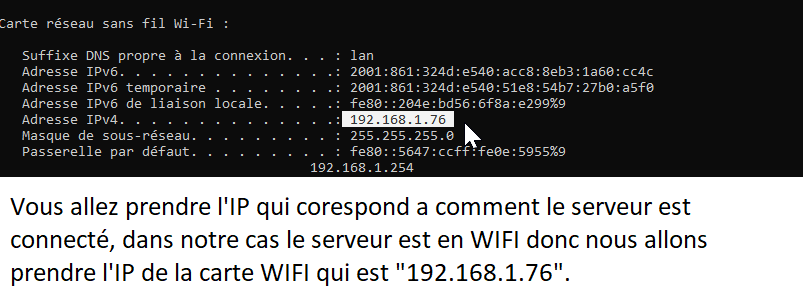 Carte réseau sans fil Wi-Fi :
Suffixe DNS propre à la connexion. . . : lan
Adresse IPv6. . . . . . . . . . . . . .: 2001:861:324d:e540:acc8:8eb3:1a60:cc4c
Adresse IPv6 temporaire . . . . . . . .: 2001:861:324d:e540:51e8:54b7:27b0:a5f0
Adresse IPv6 de liaison locale. . . . .: fe80::204e:bd56:6f8a:e299%9
Adresse IPv4. . . . . . . . . . . . . .: 192.168.1.76
Masque de sous-réseau. . . . . . . . . : 255.255.255.0
Passerelle par défaut. . . . . . . . . : fe80::5647:ccff:fe0e:5955%9
192.168.1.254
Vous allez prendre l'IP qui corespond a comment le serveur est
connecté, dans notre cas le serveur est en WIFI donc nous allons
prendre l'IP de la carte WIFI qui est "192.168.1.76".